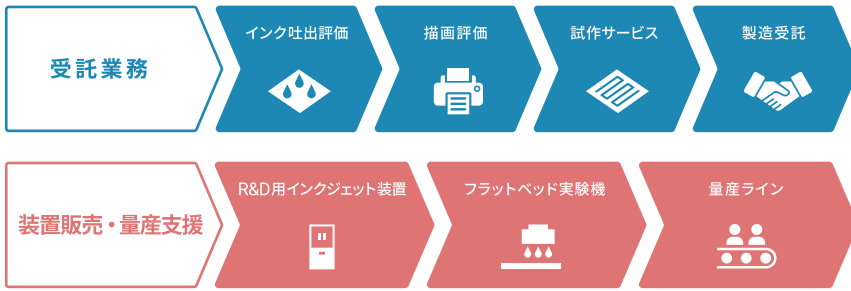 受託業務
インク吐出評価
描画評価
試作サービス
製造受託
装置販売・量産支援
R&D用インクジェット装置
フラットベッド実験機
量産ライン